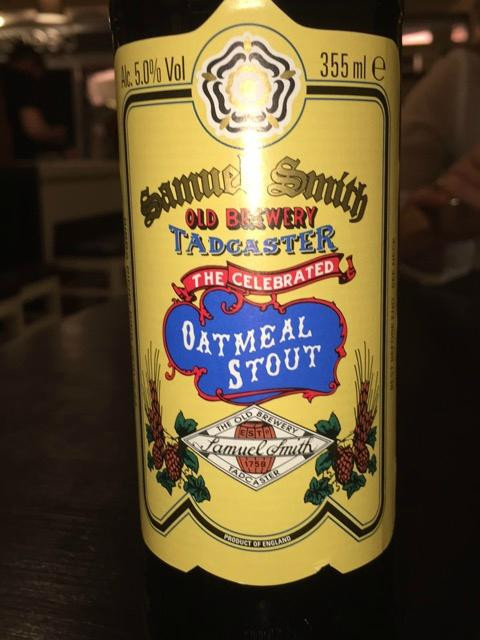 Alc. 5.0% Vol
355 ml e
Samuel Smith
OLD BREWERY
TADCASTER
THE CELEBRATED
OATMEAL
STOUT
THE OLD BREWERY
ESTD
Samuel Smith
1758
TADCASTER
PRODUCT OF ENGLAND